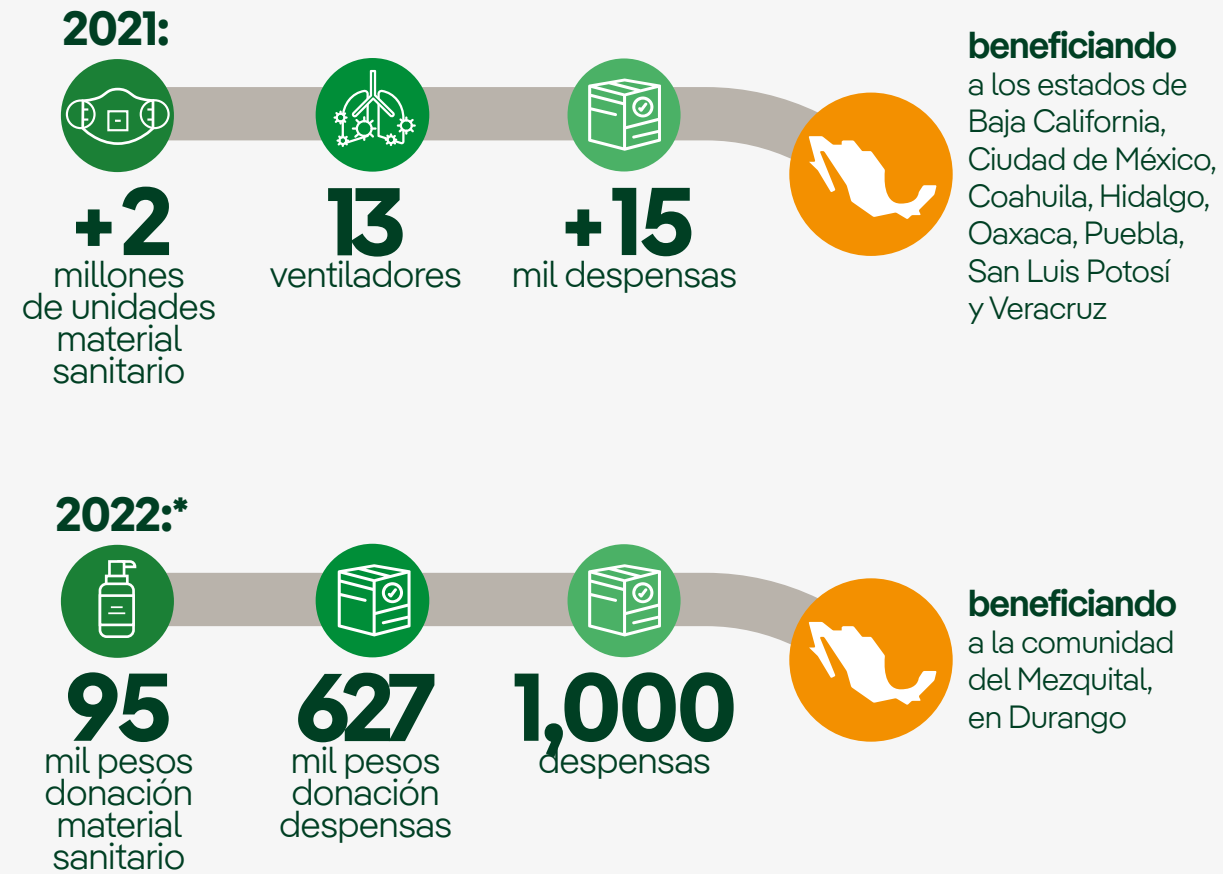 2021:
+2
millones
de unidades
material
sanitario
13
ventiladores
+15
mil despensas
beneficiando
a los estados de
Baja California,
Ciudad de México,
Coahuila, Hidalgo,
Oaxaca, Puebla,
San Luis Potosí
y Veracruz
2022:*
95
mil pesos
donación
material
sanitario
627
mil pesos
donación
despensas
1,000
despensas
beneficiando
a la comunidad
del Mezquital,
en Durango